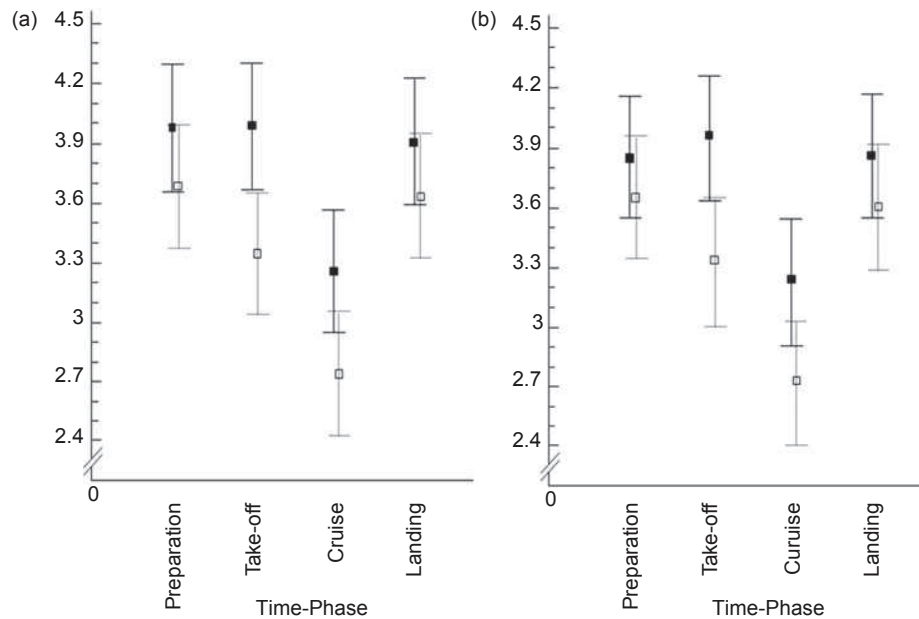 (a)
4.5
4.2
3.9
3.6
3.3
3
2.7
2.4
0
Preparation
Take-off
Cruise
Landing
Time-Phase
(b)
4.5
4.2
3.9
3.6
3.3
3
2.7
2.4
0
Preparation
Take-off
Curuise
Landing
Time-Phase